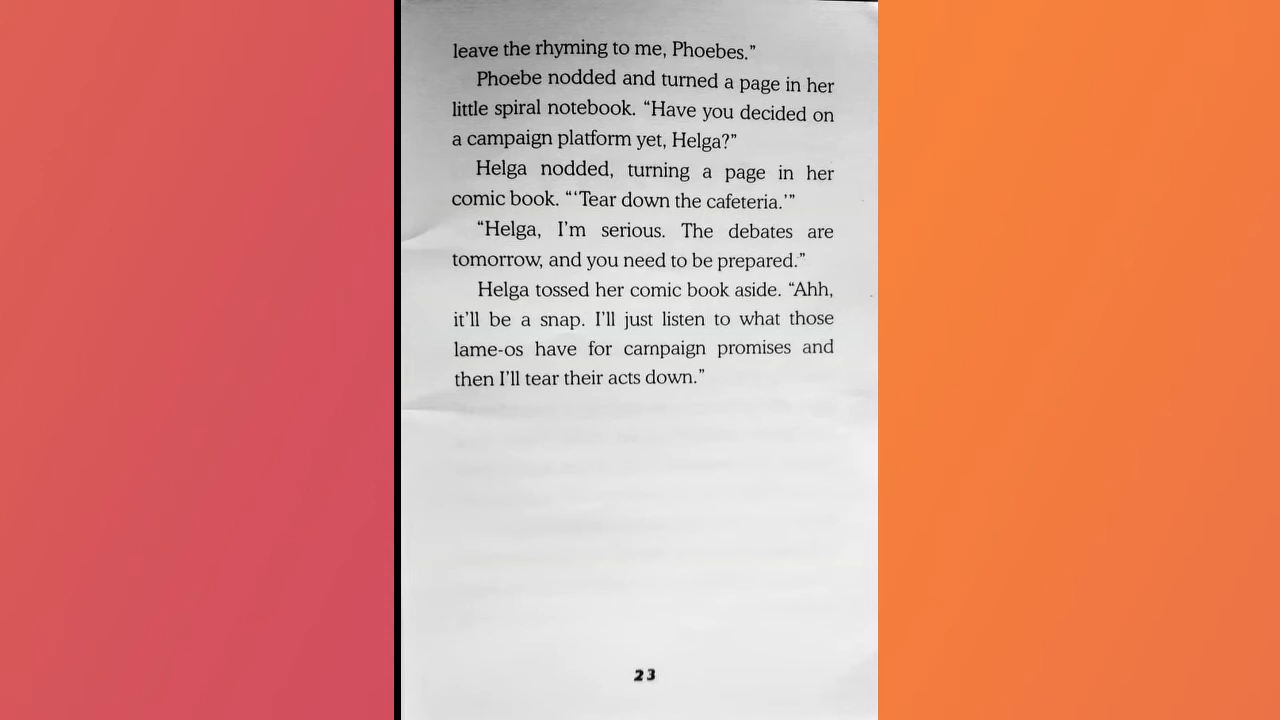 leave the rhyming to me, Phoebes.”
Phoebe nodded and turned a page in her
little spiral notebook. “Have you decided on
a campaign platform yet, Helga?”
Helga nodded, turning a page in her
comic book. “‘Tear down the cafeteria.’”
“Helga, I’m serious. The debates are
tomorrow, and you need to be prepared.”
Helga tossed her comic book aside. “Ahh,
it’ll be a snap. I’ll just listen to what those
lame-os have for campaign promises and
then I’ll tear their acts down.”
23